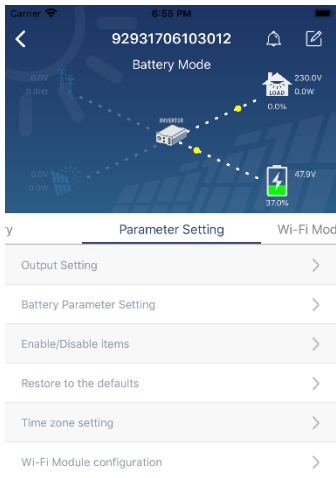 Carrier 6:55 PM
92931706103012
Battery Mode
0.0V
0.0Hz
230.0V
LOAD 0.0W
0.0%
INVERTER
0.0V
0.0W
47.9V
37.0%
ry Parameter Setting Wi-Fi Mod
Output Setting
Battery Parameter Setting
Enable/Disable items
Restore to the defaults
Time zone setting
Wi-Fi Module configuration